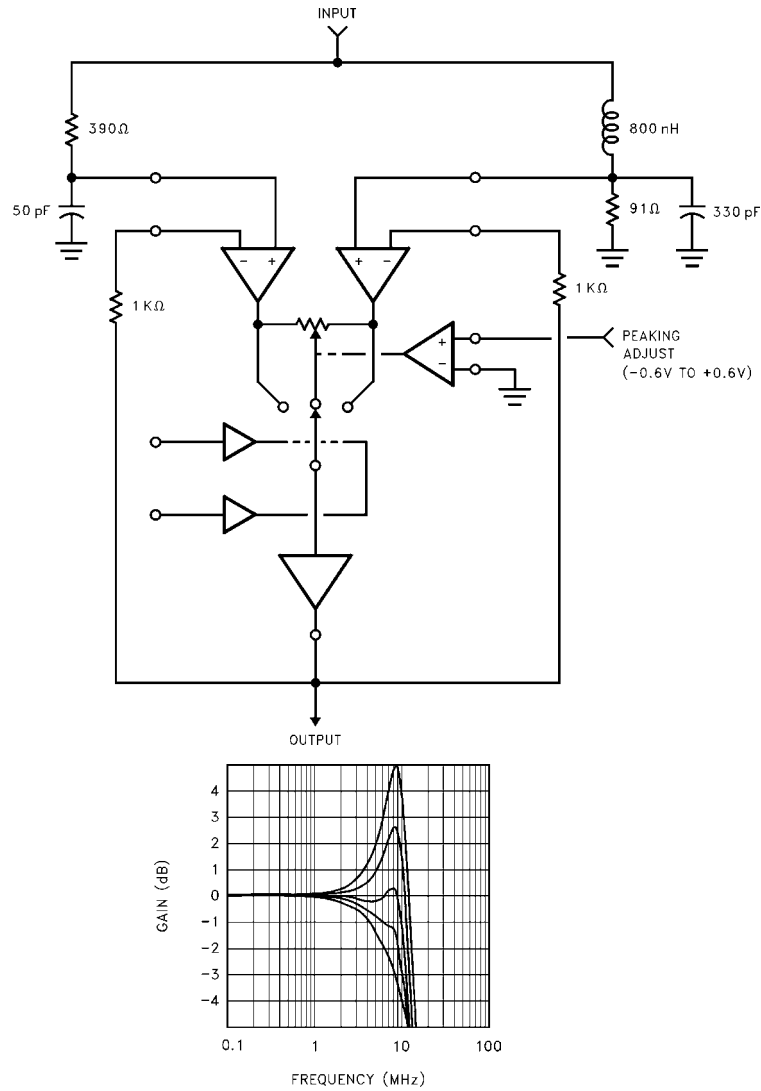 INPUT
390Ω
800 nH
50 pF
91Ω
330 pF
- +
+ -
1 KΩ
1 KΩ
+
-
PEAKING
ADJUST
(-0.6V TO +0.6V)
OUTPUT
4
3
2
1
0
-1
-2
-3
-4
GAIN (dB)
0.1 1 10 100
FREQUENCY (MHz)